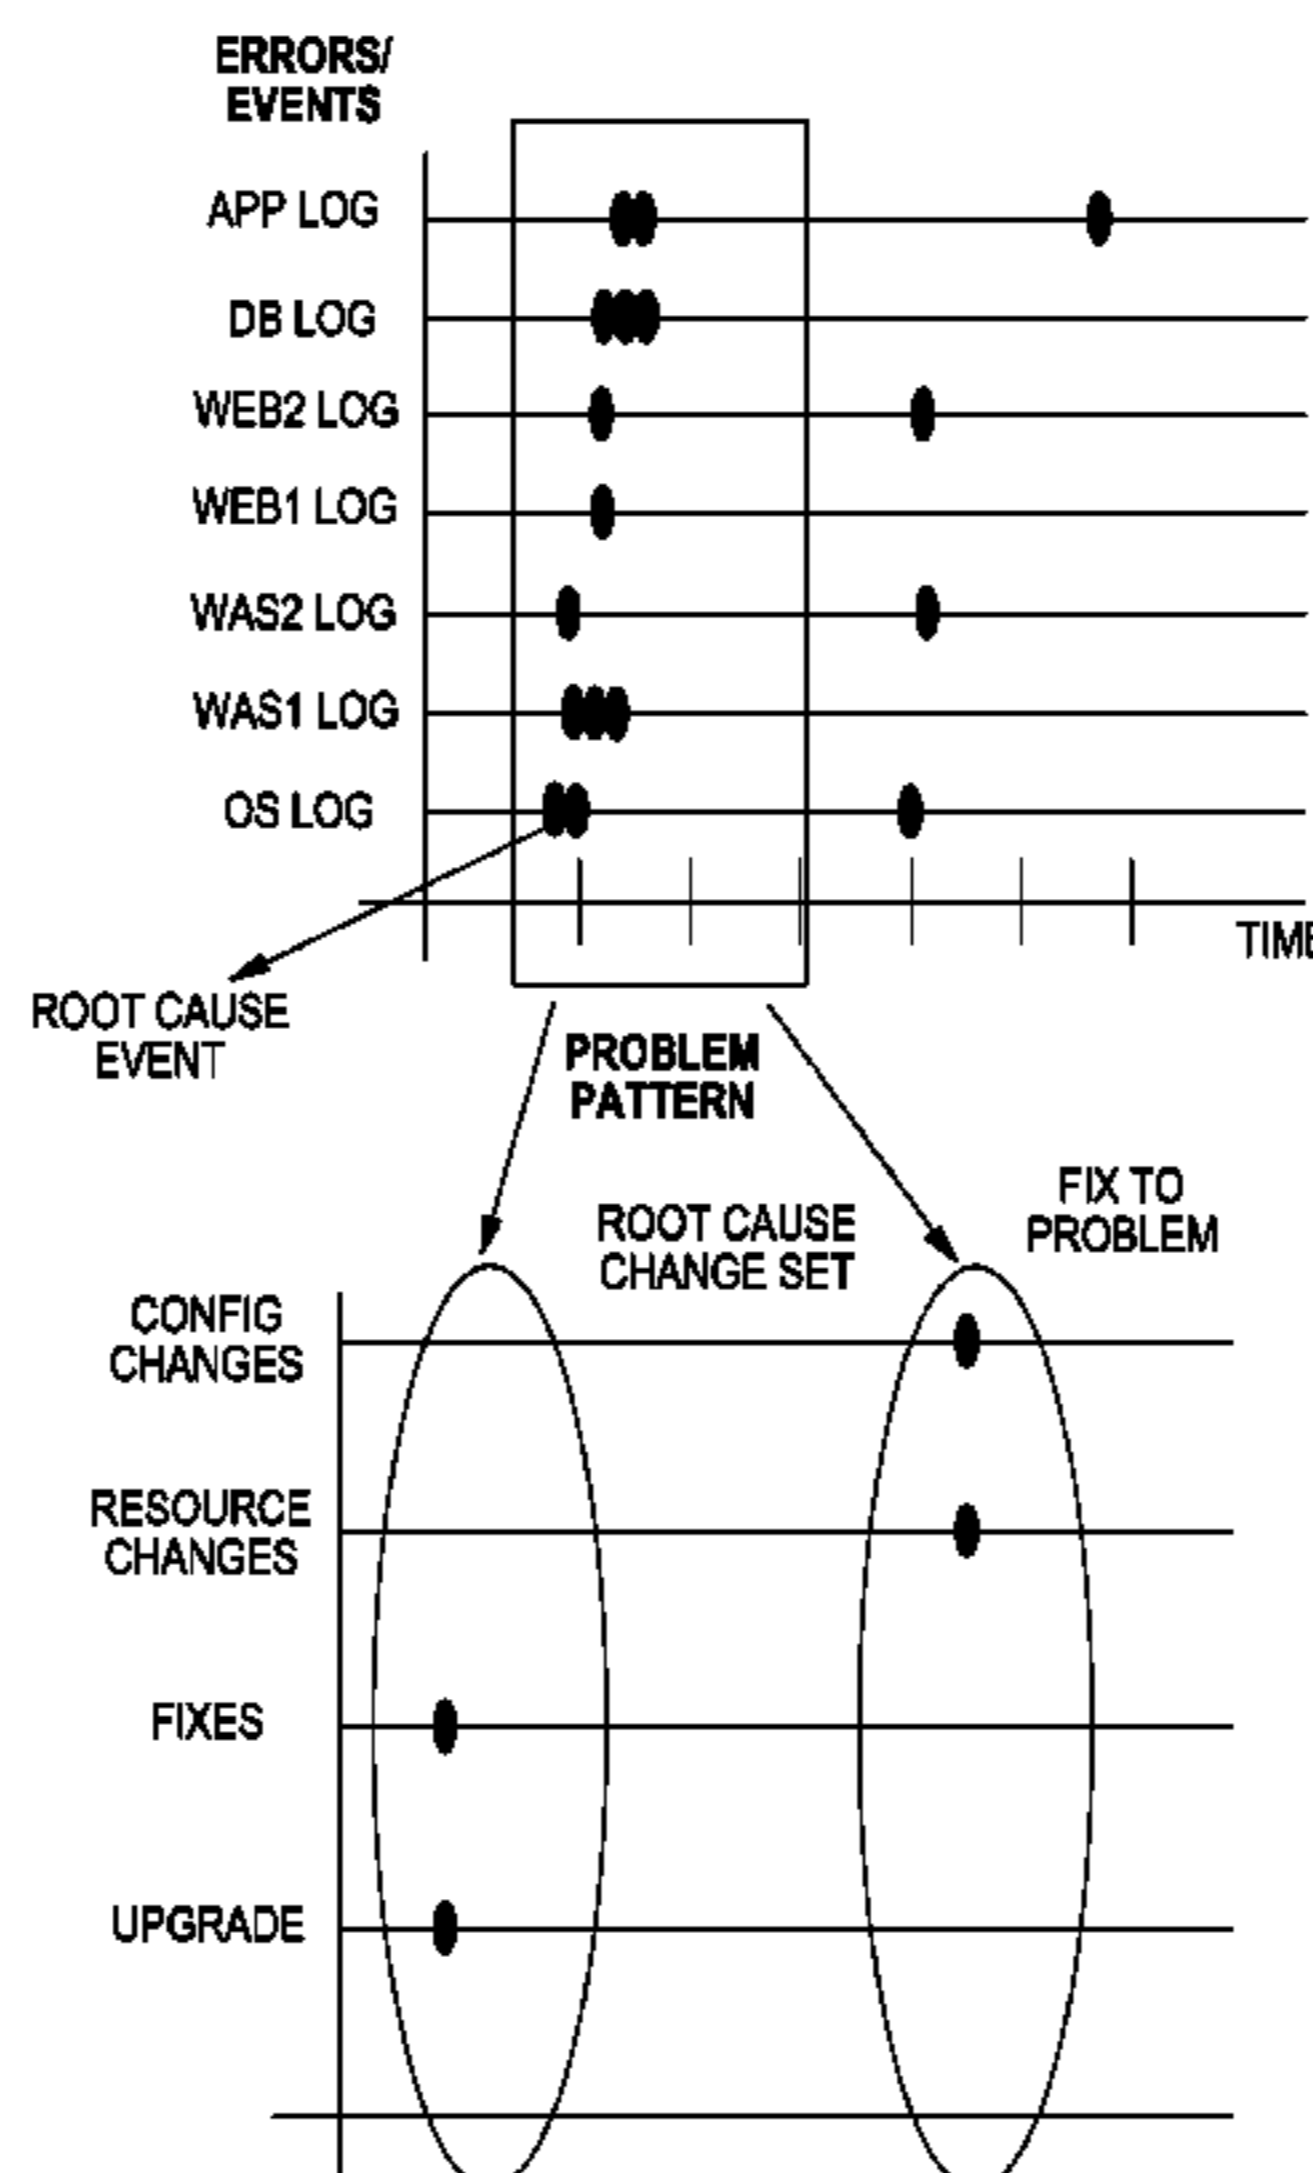 ERRORS/
EVENTS
APP LOG
DB LOG
WEB2 LOG
WEB1 LOG
WAS2 LOG
WAS1 LOG
OS LOG
TIME
ROOT CAUSE
EVENT
PROBLEM
PATTERN
FIX TO
PROBLEM
ROOT CAUSE
CHANGE SET
CONFIG
CHANGES
RESOURCE
CHANGES
FIXES
UPGRADE